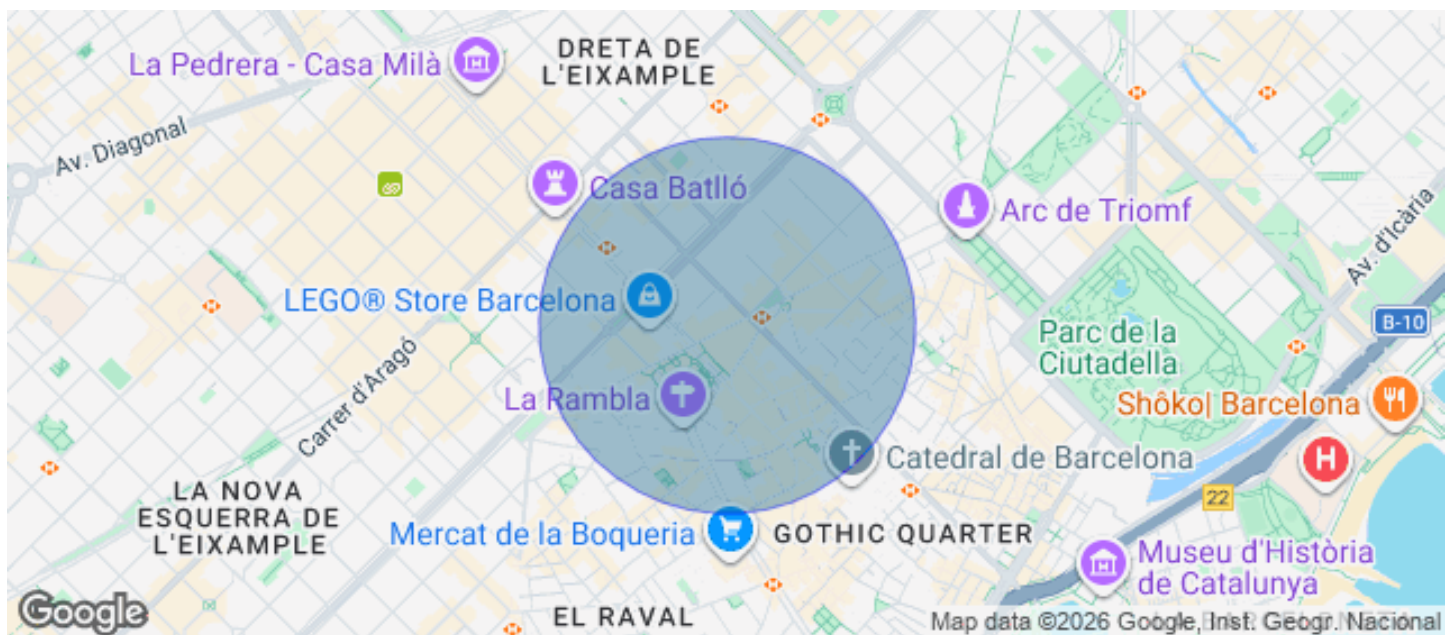 DRETA DE
L'EIXAMPLE
La Pedrera - Casa Milà
Av. Diagonal
Casa Batlló
Arc de Triomf
Av. d'Icària
LEGO® Store Barcelona
B-10
Parc de la
Ciutadella
Carrer d'Aragó
La Rambla
Shôko| Barcelona
H
Catedral de Barcelona
22
LA NOVA
ESQUERRA DE
L'EIXAMPLE
Mercat de la Boqueria
GOTHIC QUARTER
Museu d'Història
de Catalunya
EL RAVAL
Google
Map data ©2026 Google, Inst. Geogr. Nacional